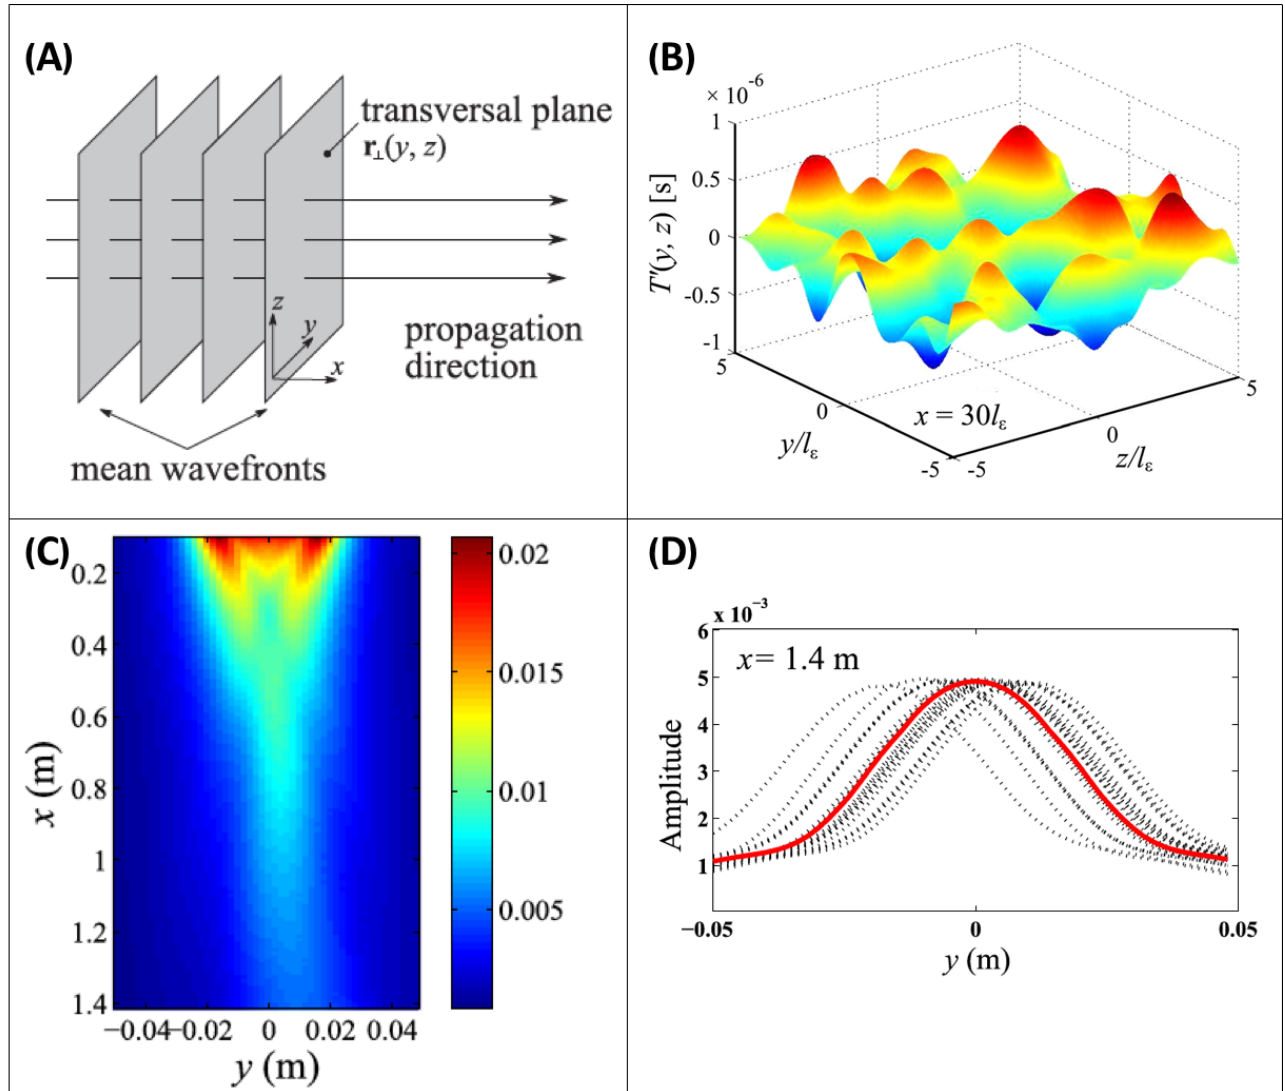 (A)
transversal plane
r⊥(y, z)
z
y
x
propagation
direction
mean wavefronts
(B)
× 10⁻⁶
1
0.5
0
-0.5
-1
T′(y, z) [s]
5
0
-5
y/lε
x = 30lε
-5
0
5
z/lε
(C)
0.2
0.4
0.6
0.8
1
1.2
1.4
x (m)
−0.04
−0.02
0
0.02
0.04
y (m)
0.02
0.015
0.01
0.005
(D)
x 10⁻³
6
5
4
3
2
1
Amplitude
x= 1.4 m
−0.05
0
0.05
y (m)